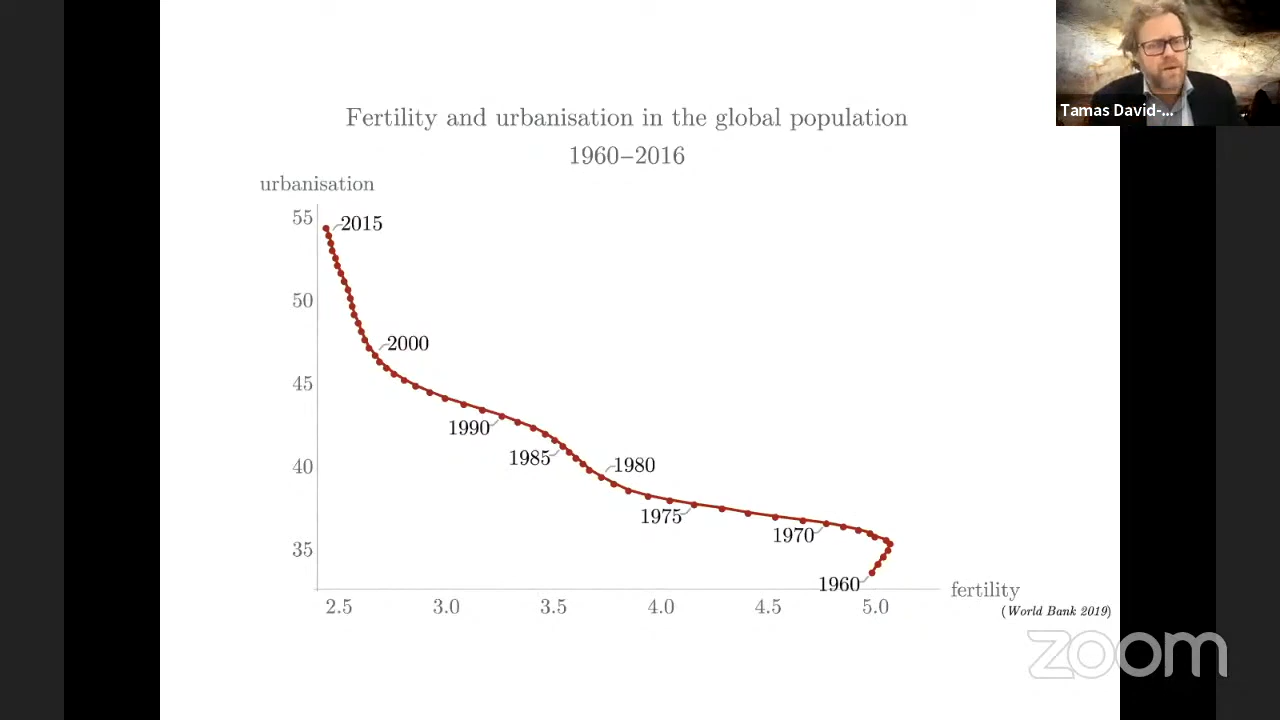 Tamas David-...
Fertility and urbanisation in the global population
1960–2016
urbanisation
55
2015
50
2000
45
1990
1985
40
1980
1975
1970
35
1960
fertility
2.5 3.0 3.5 4.0 4.5 5.0
(World Bank 2019)
zoom